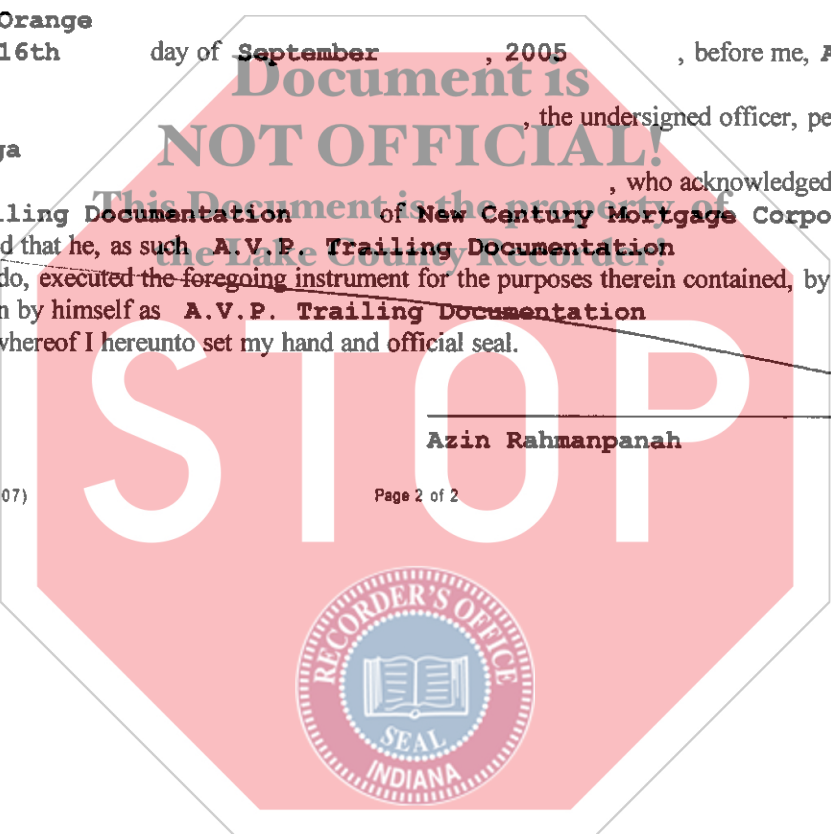 Orange
16th day of September , 2005 , before me, A
Document is
, the undersigned officer, pe
NOT OFFICIAL!
ga
, who acknowledged
This Document is the property of
iling Documentation of New Century Mortgage Corpo
d that he, as such A.V.P. Trailing Documentation
the Lake County Recorder!
do, executed the foregoing instrument for the purposes therein contained, by
n by himself as A.V.P. Trailing Documentation
whereof I hereunto set my hand and official seal.
STOP
Azin Rahmanpanah
07) Page 2 of 2
RECORDER'S OFFICE
SEAL
INDIANA